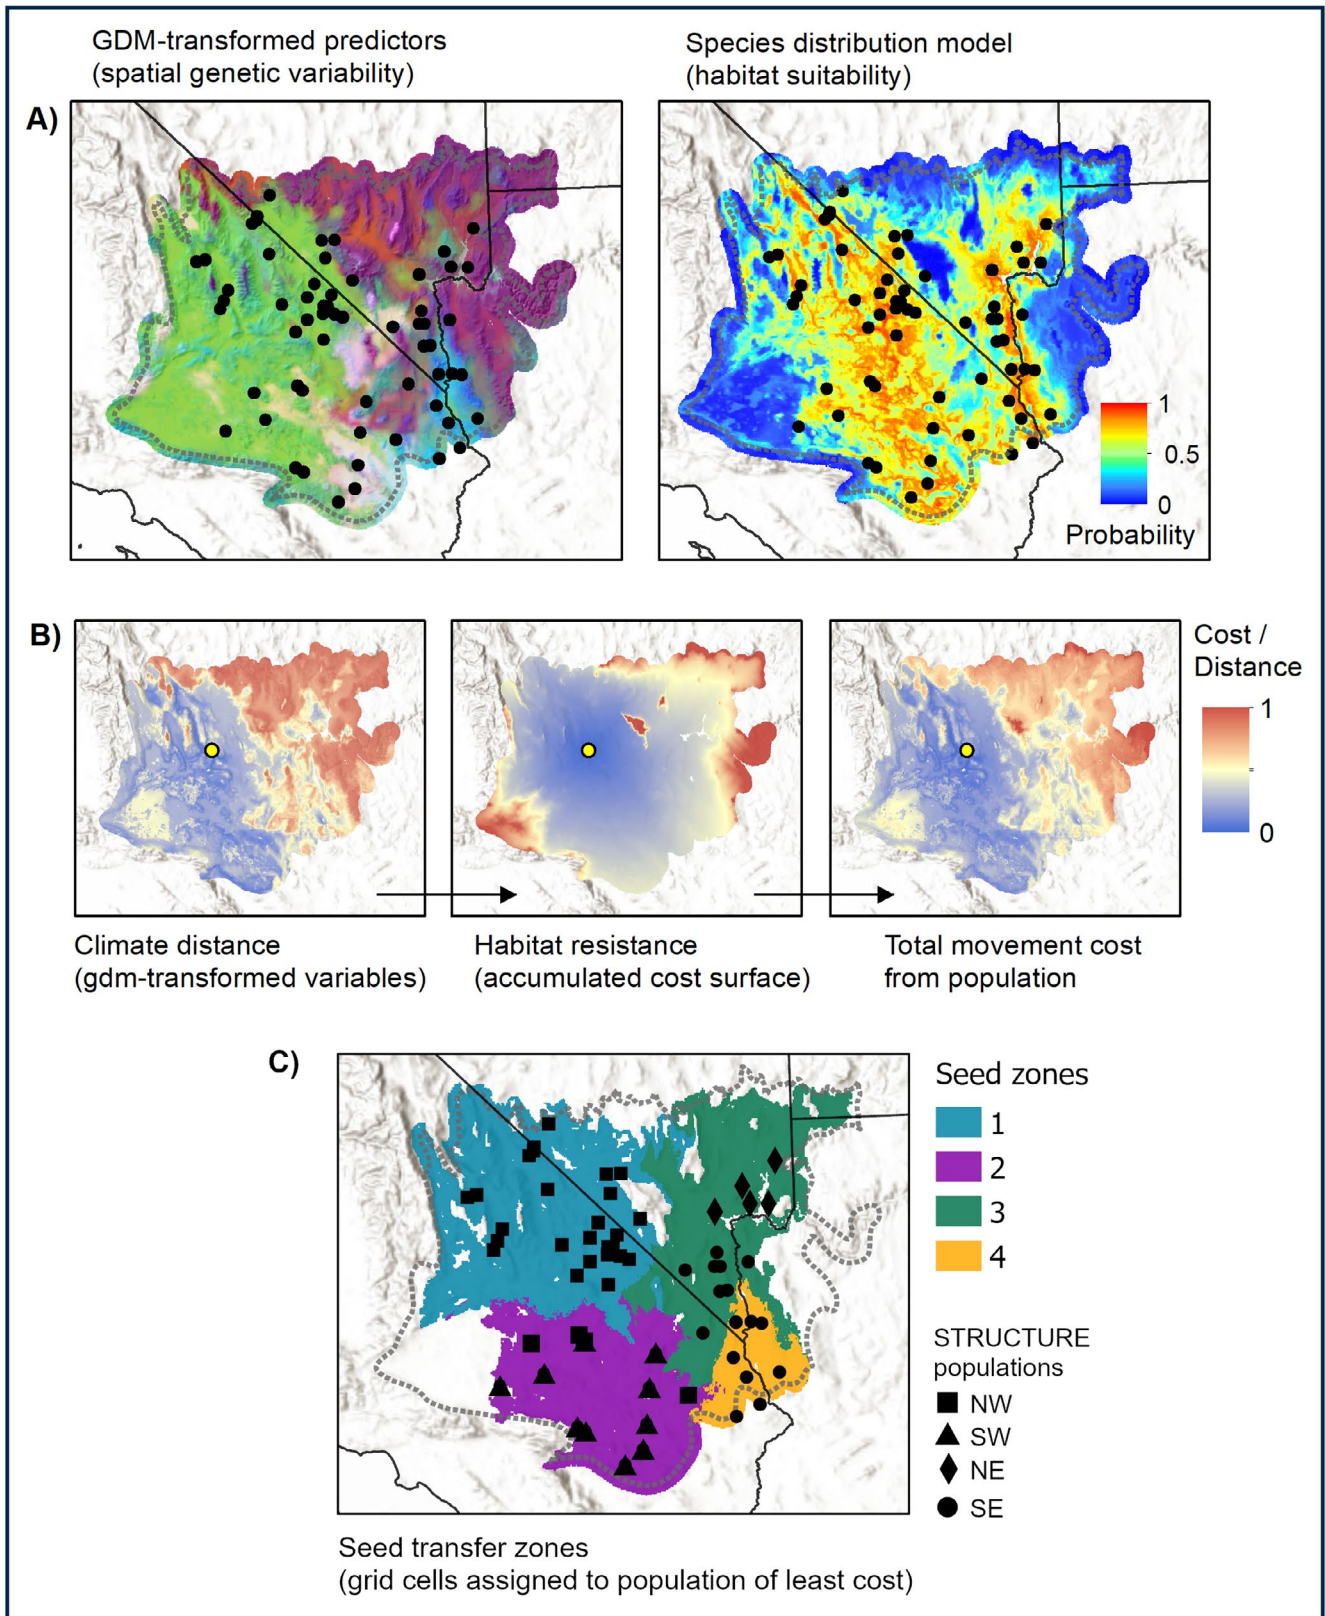 GDM-transformed predictors
(spatial genetic variability)
Species distribution model
(habitat suitability)
A)
1
0.5
0
Probability
B)
Cost /
Distance
1
0
Climate distance
(gdm-transformed variables)
Habitat resistance
(accumulated cost surface)
Total movement cost
from population
C)
Seed zones
1
2
3
4
STRUCTURE
populations
NW
SW
NE
SE
Seed transfer zones
(grid cells assigned to population of least cost)